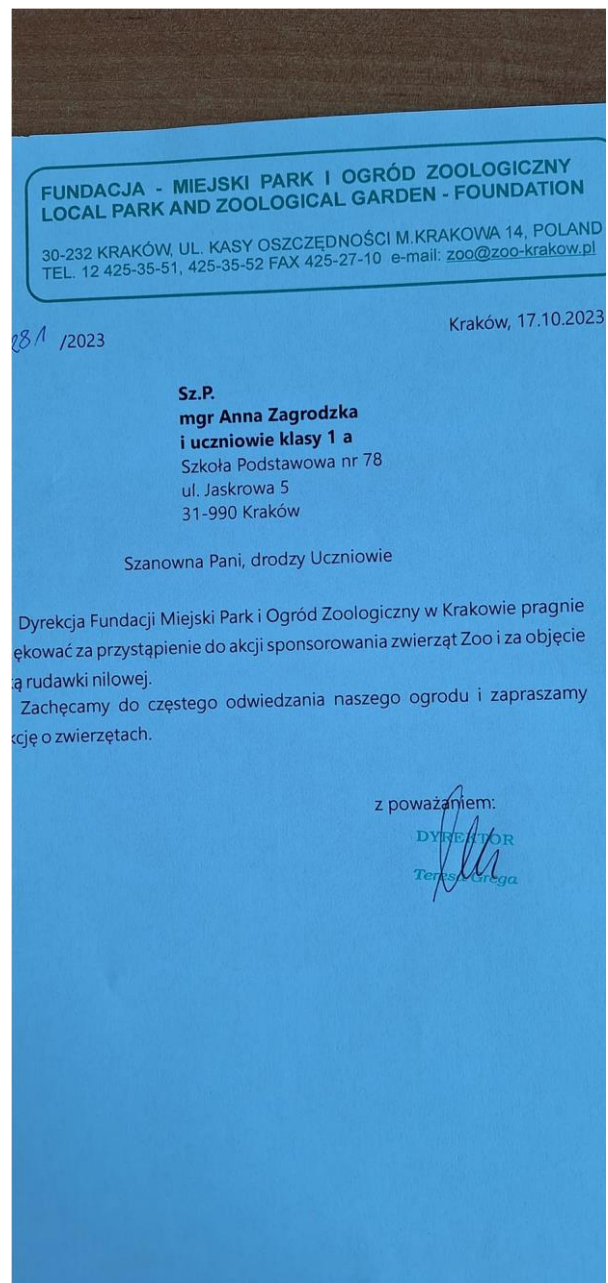 FUNDACJA - MIEJSKI PARK I OGRÓD ZOOLOGICZNY
LOCAL PARK AND ZOOLOGICAL GARDEN - FOUNDATION
30-232 KRAKÓW, UL. KASY OSZCZĘDNOŚCI M.KRAKOWA 14, POLAND
TEL. 12 425-35-51, 425-35-52 FAX 425-27-10 e-mail: zoo@zoo-krakow.pl
281 /2023
Kraków, 17.10.2023
Sz.P.
mgr Anna Zagrodzka
i uczniowie klasy 1 a
Szkoła Podstawowa nr 78
ul. Jaskrowa 5
31-990 Kraków
Szanowna Pani, drodzy Uczniowie
Dyrekcja Fundacji Miejski Park i Ogród Zoologiczny w Krakowie pragnie
ękować za przystąpienie do akcji sponsorowania zwierząt Zoo i za objęcie
ą rudawki nilowej.
Zachęcamy do częstego odwiedzania naszego ogrodu i zapraszamy
cję o zwierzętach.
z poważaniem:
DYREKTOR
Teresa Grega